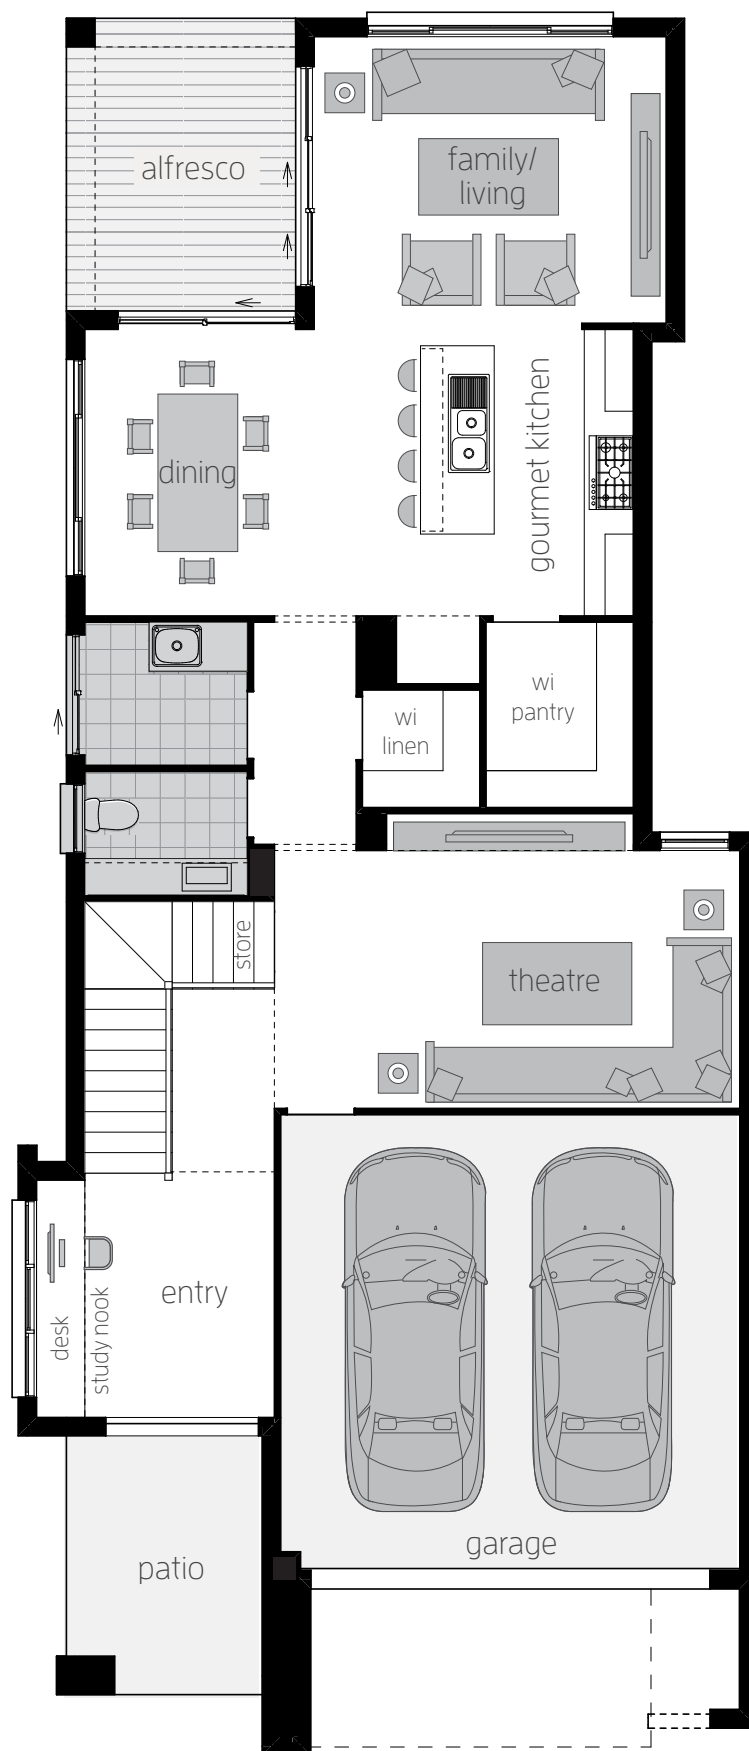 family/
living
alfresco
gourmet kitchen
dining
wi
pantry
wi
linen
store
theatre
entry
desk
study nook
garage
patio